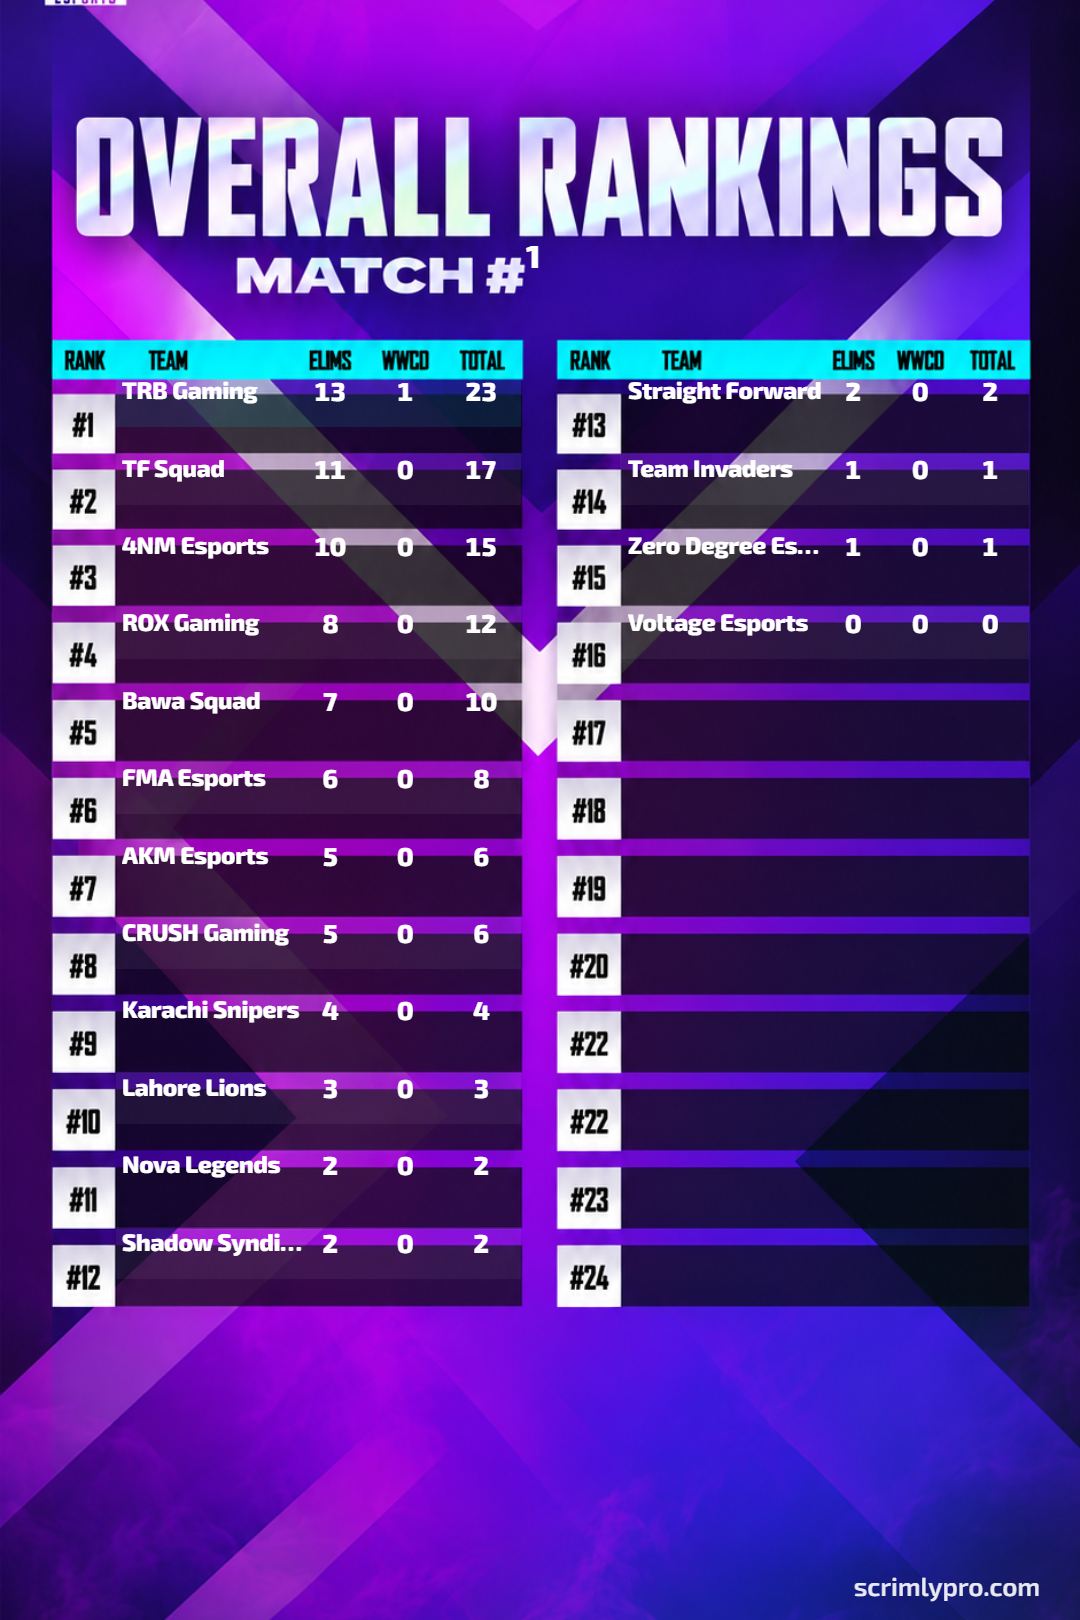 ESPORTS
OVERALL RANKINGS
MATCH #1
RANK TEAM ELIMS WWCD TOTAL
#1 TRB Gaming 13 1 23
#2 TF Squad 11 0 17
#3 4NM Esports 10 0 15
#4 ROX Gaming 8 0 12
#5 Bawa Squad 7 0 10
#6 FMA Esports 6 0 8
#7 AKM Esports 5 0 6
#8 CRUSH Gaming 5 0 6
#9 Karachi Snipers 4 0 4
#10 Lahore Lions 3 0 3
#11 Nova Legends 2 0 2
#12 Shadow Syndi... 2 0 2
RANK TEAM ELIMS WWCD TOTAL
#13 Straight Forward 2 0 2
#14 Team Invaders 1 0 1
#15 Zero Degree Es... 1 0 1
#16 Voltage Esports 0 0 0
#17
#18
#19
#20
#22
#22
#23
#24
scrimlypro.com